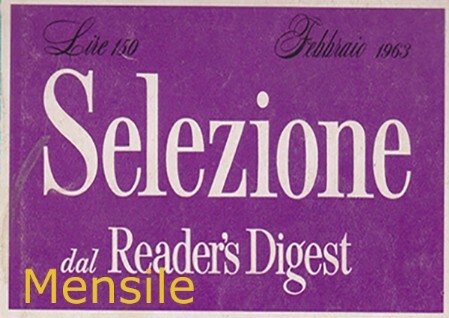 Lire 150 Febbraio 1963
Selezione
dal Reader's Digest
Mensile